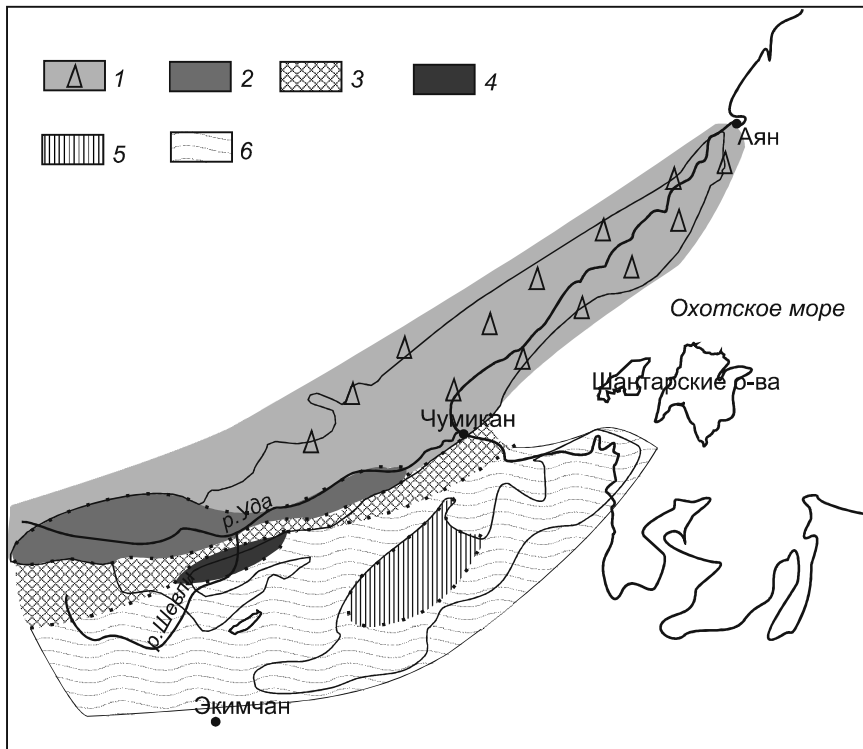 1 2 3 4
5 6
Аян
Охотское море
Шантарские о-ва
Чумикан
р.Уда
р.Шевли
Экимчан